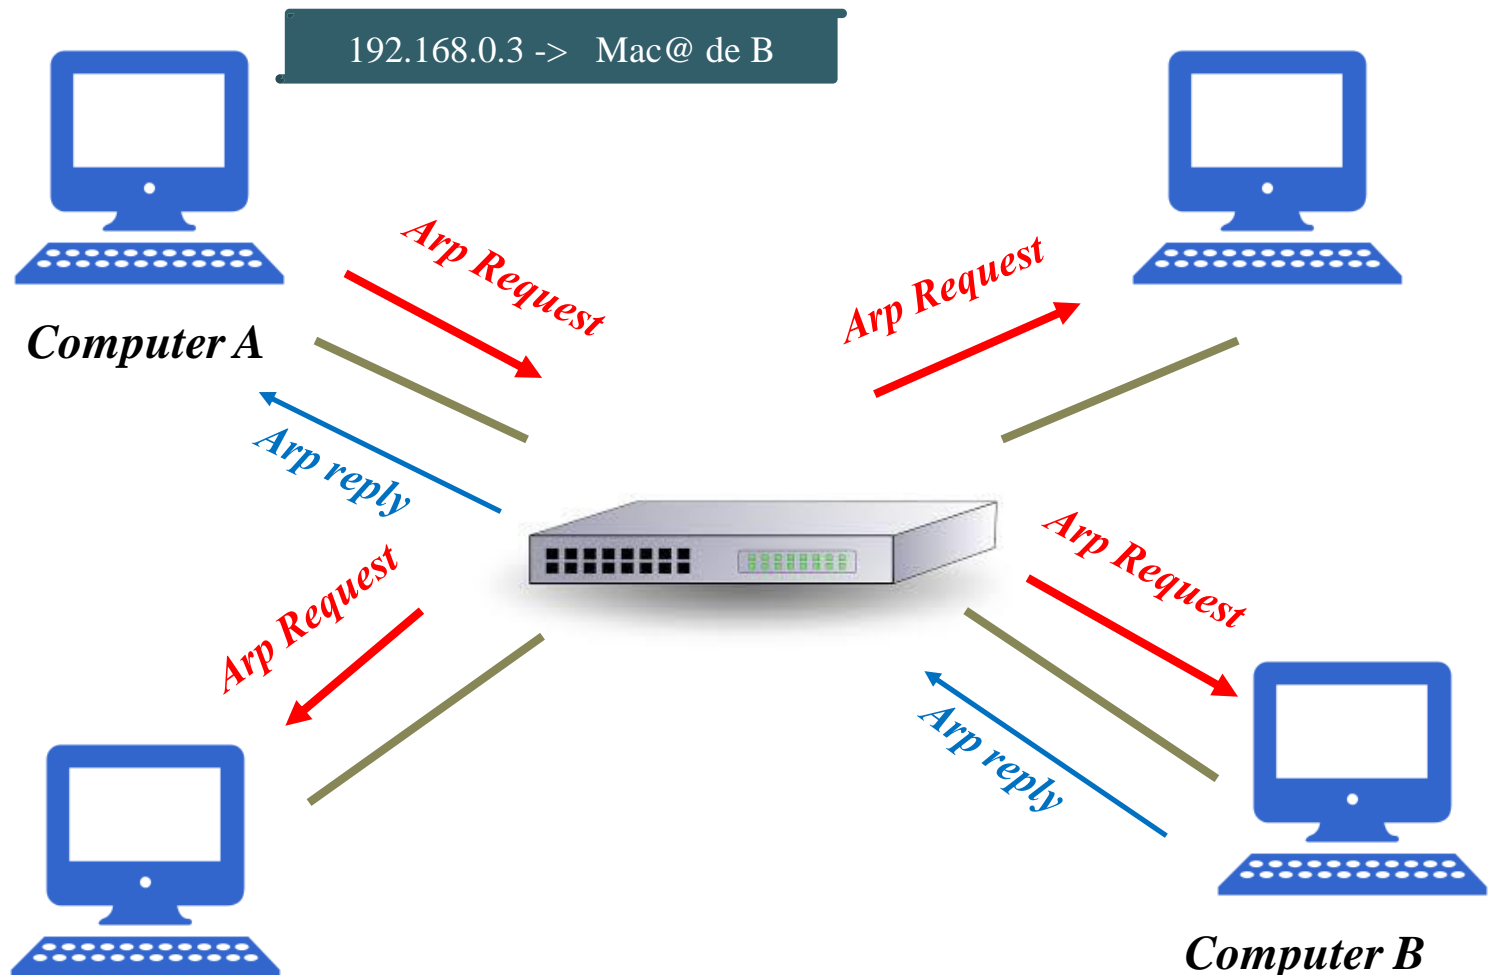 192.168.0.3 -> Mac@ de B
Arp Request
Arp Request
Computer A
Arp reply
Arp Request
Arp Request
Arp reply
Computer B